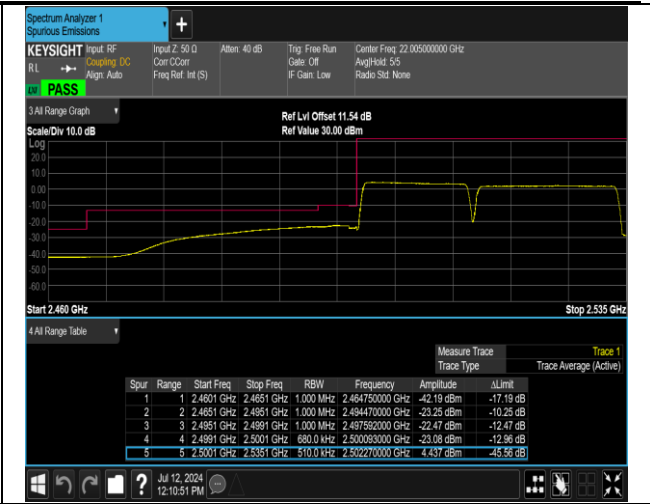 Spectrum Analyzer 1
Spurious Emissions
+
KEYSIGHT Input: RF Input Z: 50 Ω Atten: 40 dB Trig: Free Run Center Freq: 22.005000000 GHz
RL Coupling: DC Corr CCorr Gate: Off Avg|Hold: 5/5
Align: Auto Freq Ref: Int (S) IF Gain: Low Radio Std: None
LXI PASS
3 All Range Graph
Ref Lvl Offset 11.54 dB
Scale/Div 10.0 dB Ref Value 30.00 dBm
Log
20.0
10.0
0.00
-10.0
-20.0
-30.0
-40.0
-50.0
-60.0
Start 2.460 GHz Stop 2.535 GHz
4 All Range Table
Measure Trace Trace 1
Trace Type Trace Average (Active)
Spur Range Start Freq Stop Freq RBW Frequency Amplitude ΔLimit
1 1 2.4601 GHz 2.4651 GHz 1.000 MHz 2.464750000 GHz -42.19 dBm -17.19 dB
2 2 2.4651 GHz 2.4951 GHz 1.000 MHz 2.494470000 GHz -23.25 dBm -10.25 dB
3 3 2.4951 GHz 2.4991 GHz 1.000 MHz 2.497592000 GHz -22.47 dBm -12.47 dB
4 4 2.4991 GHz 2.5001 GHz 680.0 kHz 2.500093000 GHz -23.08 dBm -12.96 dB
5 5 2.5001 GHz 2.5351 GHz 510.0 kHz 2.502270000 GHz 4.437 dBm -45.56 dB
? Jul 12, 2024
12:10:51 PM